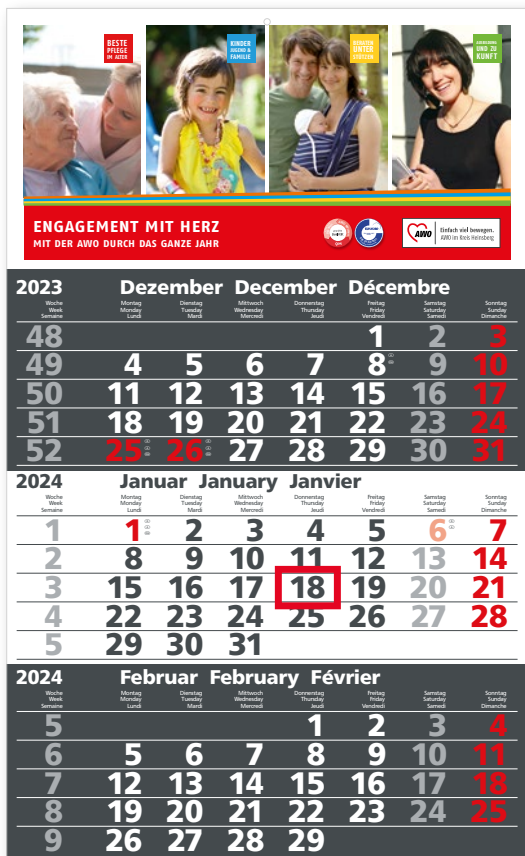 BESTE
PFLEGE
IM ALTER
KINDER
JUGEND &
FAMILIE
BERATEN
UNTER
STÜTZEN
AUSBILDUNG
UND ZU
KUNFT
ENGAGEMENT MIT HERZ
MIT DER AWO DURCH DAS GANZE JAHR
AWO
Einfach viel bewegen.
AWO im Kreis Heinsberg
2023 Dezember December Décembre
Woche Montag Dienstag Mittwoch Donnerstag Freitag Samstag Sonntag
Week Monday Tuesday Wednesday Thursday Friday Saturday Sunday
Semaine Lundi Mardi Mercredi Jeudi Vendredi Samedi Dimanche
48 1 2 3
49 4 5 6 7 8 9 10
50 11 12 13 14 15 16 17
51 18 19 20 21 22 23 24
52 25 26 27 28 29 30 31
2024 Januar January Janvier
Woche Montag Dienstag Mittwoch Donnerstag Freitag Samstag Sonntag
Week Monday Tuesday Wednesday Thursday Friday Saturday Sunday
Semaine Lundi Mardi Mercredi Jeudi Vendredi Samedi Dimanche
1 1 2 3 4 5 6 7
2 8 9 10 11 12 13 14
3 15 16 17 18 19 20 21
4 22 23 24 25 26 27 28
5 29 30 31
2024 Februar February Février
Woche Montag Dienstag Mittwoch Donnerstag Freitag Samstag Sonntag
Week Monday Tuesday Wednesday Thursday Friday Saturday Sunday
Semaine Lundi Mardi Mercredi Jeudi Vendredi Samedi Dimanche
5 1 2 3 4
6 5 6 7 8 9 10 11
7 12 13 14 15 16 17 18
8 19 20 21 22 23 24 25
9 26 27 28 29